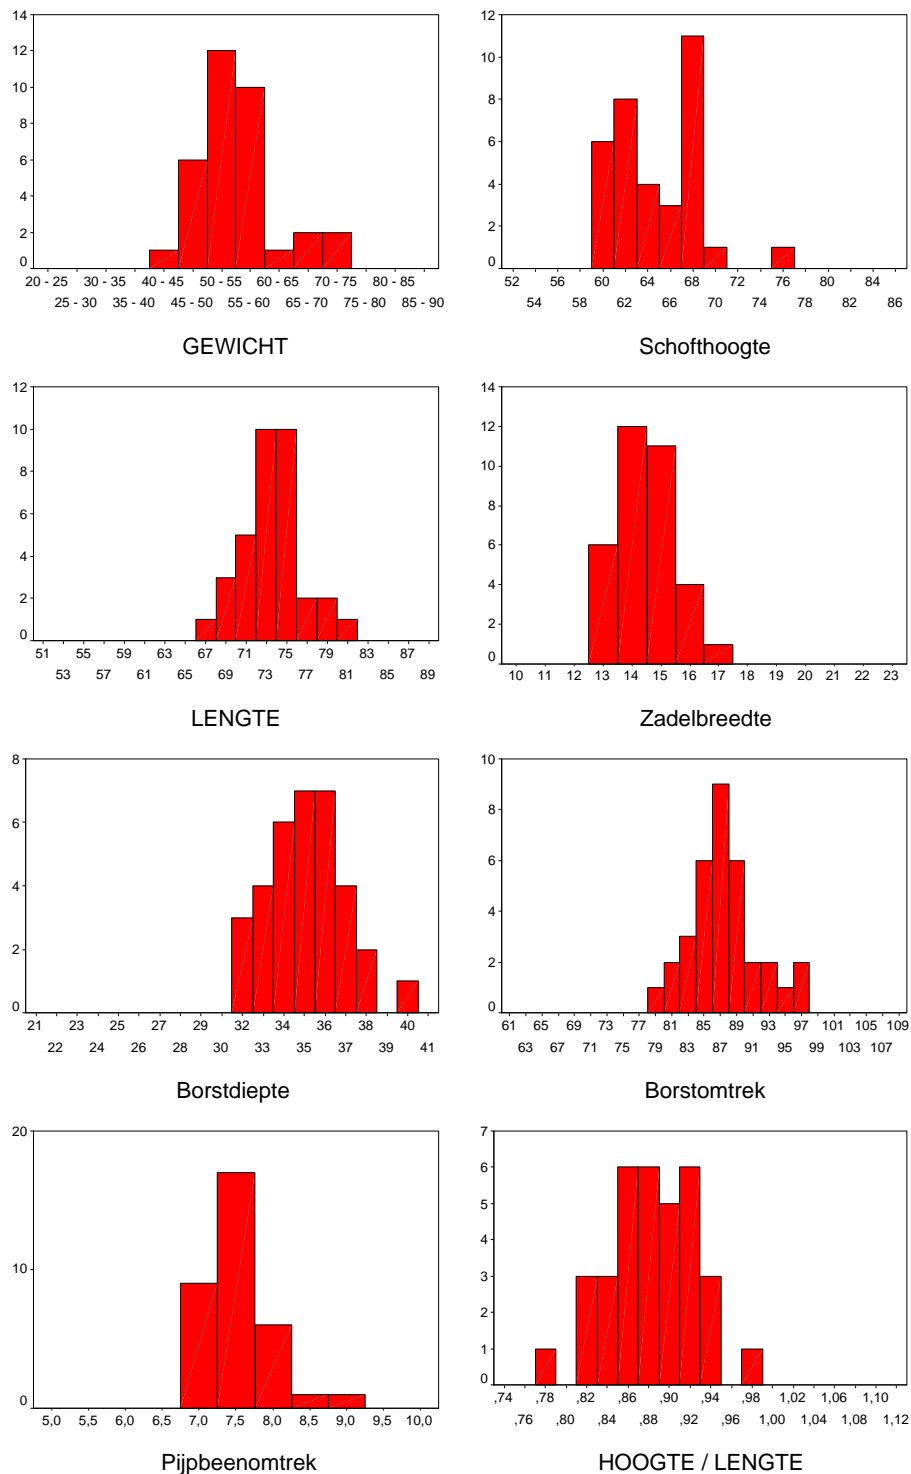 14
12
10
8
6
4
2
0
20 - 25 30 - 35 40 - 45 50 - 55 60 - 65 70 - 75 80 - 85
25 - 30 35 - 40 45 - 50 55 - 60 65 - 70 75 - 80 85 - 90
GEWICHT
12
10
8
6
4
2
0
52 56 60 64 68 72 76 80 84
54 58 62 66 70 74 78 82 86
Schofthoogte
12
10
8
6
4
2
0
51 55 59 63 67 71 75 79 83 87
53 57 61 65 69 73 77 81 85 89
LENGTE
14
12
10
8
6
4
2
0
10 11 12 13 14 15 16 17 18 19 20 21 22 23
Zadelbreedte
8
6
4
2
0
21 23 25 27 29 31 32 34 36 38 40
22 24 26 28 30 33 35 37 39 41
Borstdiepte
10
8
6
4
2
0
61 65 69 73 77 81 85 89 93 97 101 105 109
63 67 71 75 79 83 87 91 95 99 103 107
Borstomtrek
20
10
0
5,0 5,5 6,0 6,5 7,0 7,5 8,0 8,5 9,0 9,5 10,0
Pijpbeenomtrek
7
6
5
4
3
2
1
0
,74 ,78 ,82 ,86 ,90 ,94 ,98 1,02 1,06 1,10
,76 ,80 ,84 ,88 ,92 ,96 1,00 1,04 1,08 1,12
HOOGTE / LENGTE